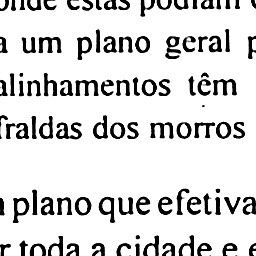 onde estas podiam
a um plano geral
alinhamentos têm
fraldas dos morros
plano que efetiva
r toda a cidade e